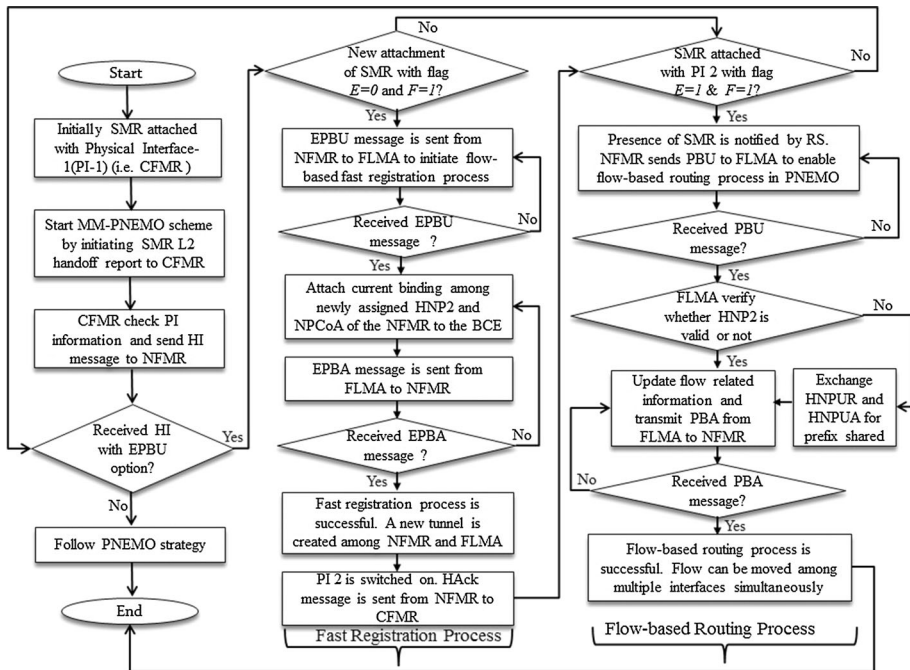 Start
Initially SMR attached
with Physical Interface-
1(PI-1) (i.e. CFMR )
Start MM-PNEMO scheme
by initiating SMR L2
handoff report to CFMR
CFMR check PI
information and send HI
message to NFMR
Received HI
with EPBU
option?
Yes
No
Follow PNEMO strategy
End
No
New attachment
of SMR with flag
E=0 and F=1?
Yes
EPBU message is sent from
NFMR to FLMA to initiate flow-
based fast registration process
Received EPBU
message ?
No
Yes
Attach current binding among
newly assigned HNP2 and
NPCoA of the NFMR to the BCE
EPBA message is sent from
FLMA to NFMR
Received EPBA
message ?
No
Yes
Fast registration process is
successful. A new tunnel is
created among NFMR and FLMA
PI 2 is switched on. HAck
message is sent from NFMR to
CFMR
Fast Registration Process
SMR attached
with PI 2 with flag
E=1 & F=1?
No
Yes
Presence of SMR is notified by RS.
NFMR sends PBU to FLMA to enable
flow-based routing process in PNEMO
Received PBU
message?
No
Yes
FLMA verify
whether HNP2 is
valid or not
No
Yes
Update flow related
information and
transmit PBA from
FLMA to NFMR
Exchange
HNPUR and
HNPUA for
prefix shared
Received PBA
message?
No
Yes
Flow-based routing process is
successful. Flow can be moved among
multiple interfaces simultaneously
Flow-based Routing Process